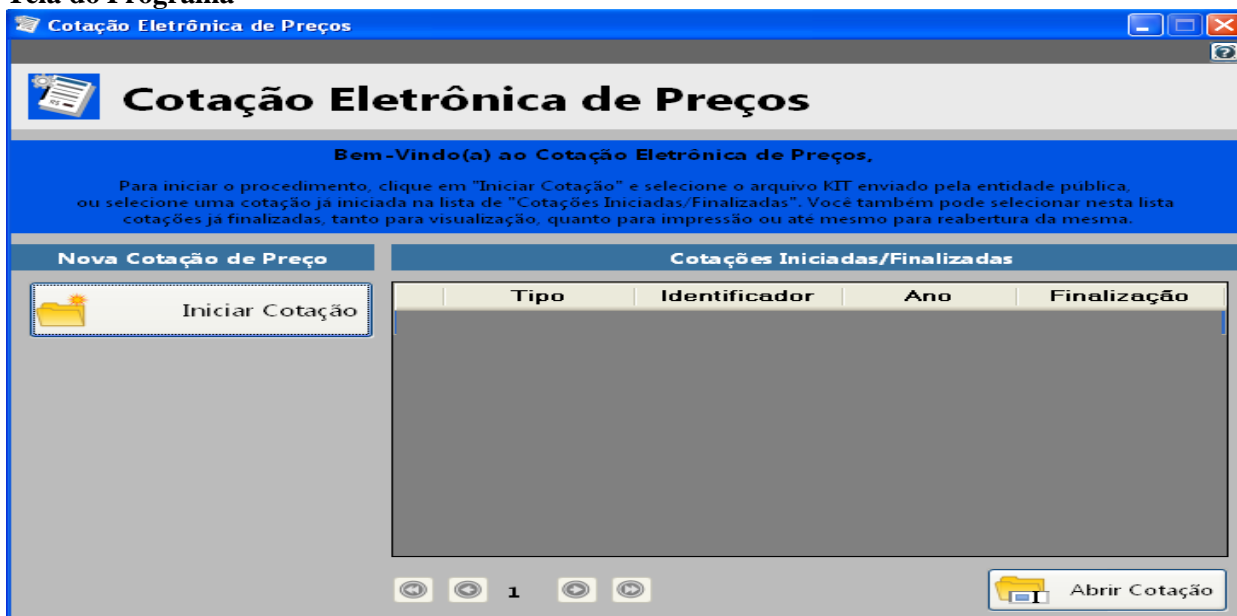 Tela do Programa
Cotação Eletrônica de Preços
Cotação Eletrônica de Preços
Bem-Vindo(a) ao Cotação Eletrônica de Preços,
Para iniciar o procedimento, clique em "Iniciar Cotação" e selecione o arquivo KIT enviado pela entidade pública,
ou selecione uma cotação já iniciada na lista de "Cotações Iniciadas/Finalizadas". Você também pode selecionar nesta lista
cotações já finalizadas, tanto para visualização, quanto para impressão ou até mesmo para reabertura da mesma.
Nova Cotação de Preço
Cotações Iniciadas/Finalizadas
Iniciar Cotação
Tipo Identificador Ano Finalização
1
Abrir Cotação